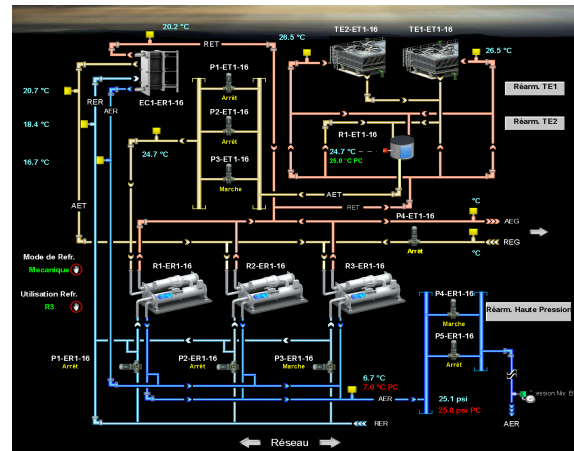 20.2 °C
RET
26.5 °C
TE2-ET1-16
TE1-ET1-16
26.5 °C
P1-ET1-16
Arrêt
EC1-ER1-16
20.7 °C
RER
AER
Réarm. TE1
P2-ET1-16
Arrêt
18.4 °C
Réarm. TE2
R1-ET1-16
24.7 °C
24.7 °C
25.0 °C PC
16.7 °C
P3-ET1-16
Marche
AET
AET
RET
P4-ET1-16
Arrêt
°C
AEG
REG
°C
Mode de Refr.
Mecanique
R1-ER1-16
R2-ER1-16
R3-ER1-16
Utilisation Refr.
R3
P4-ER1-16
Marche
Réarm. Haute Pression
P5-ER1-16
Arrêt
P1-ER1-16
Arrêt
P2-ER1-16
Arrêt
P3-ER1-16
Marche
6.7 °C
7.0 °C PC
AER
25.1 psi
25.0 psi PC
ession Niv. B
AER
RER
Réseau